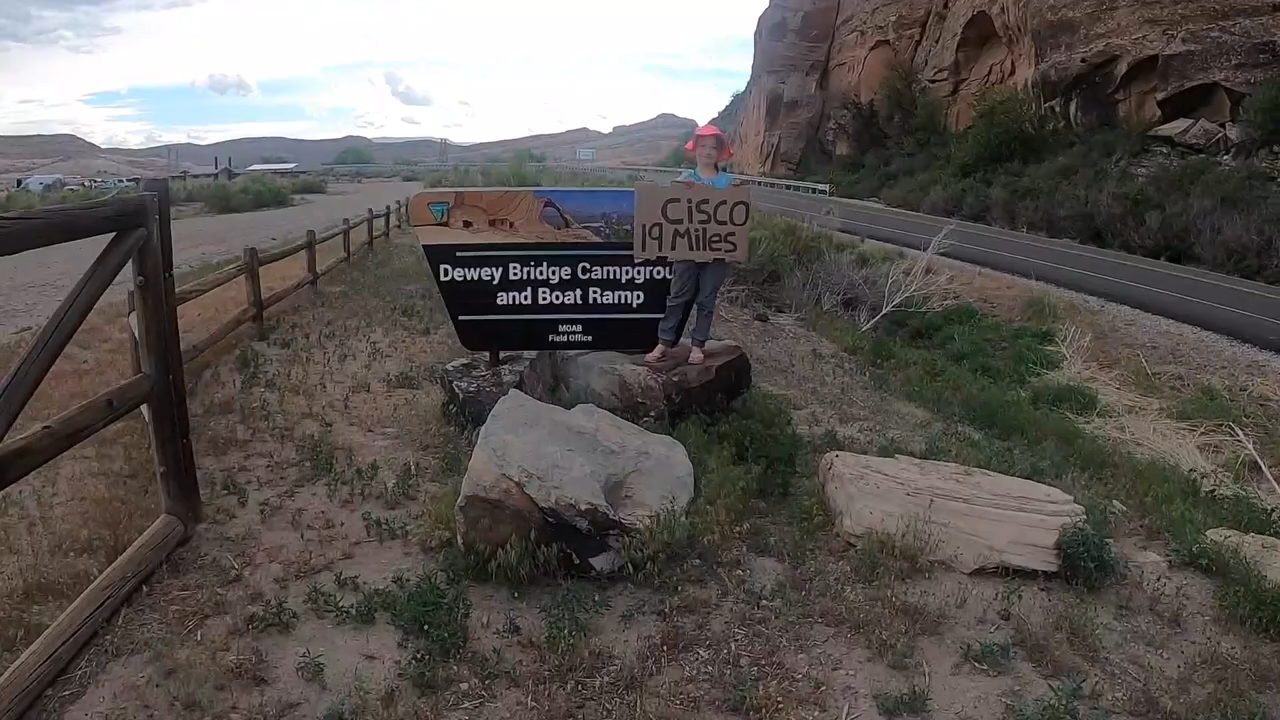 Dewey Bridge Campgrou
and Boat Ramp
MOAB
Field Office
CISCO
19 Miles